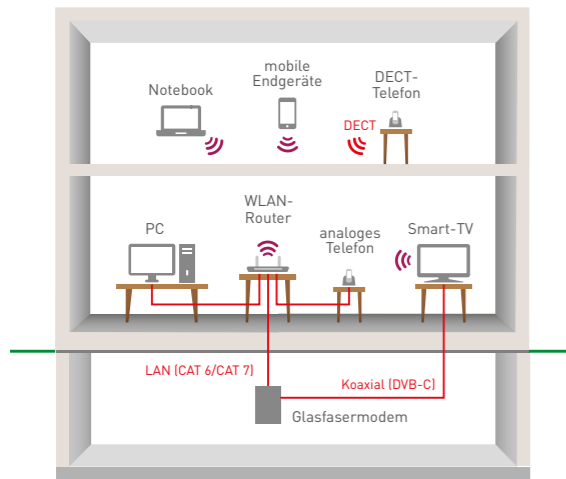 Notebook
mobile
Endgeräte
DECT-
Telefon
DECT
PC
WLAN-
Router
analoges
Telefon
Smart-TV
LAN (CAT 6/CAT 7)
Koaxial (DVB-C)
Glasfasermodem